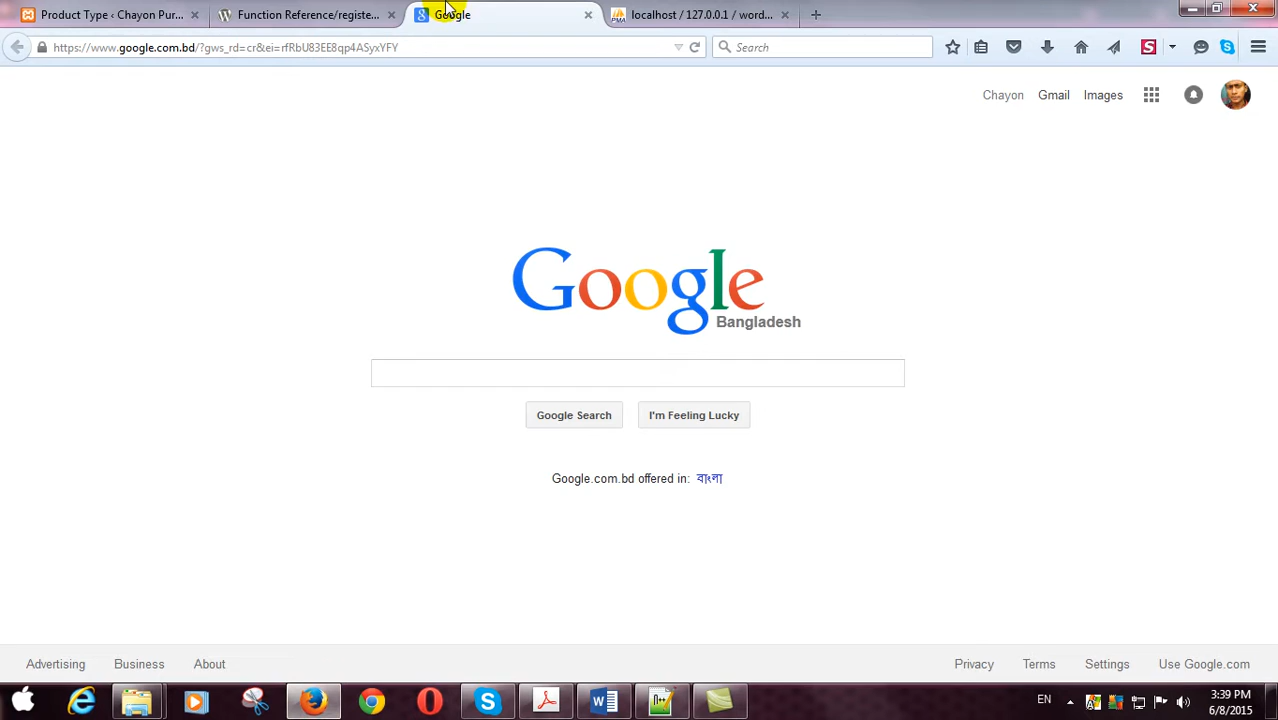 Product Type ‹ Chayon Pur... Function Reference/registe... Google localhost / 127.0.0.1 / word...
https://www.google.com.bd/?gws_rd=cr&ei=rfRbU83EE8qp4ASyxYFY Search
Chayon Gmail Images
Google
Bangladesh
Google Search I'm Feeling Lucky
Google.com.bd offered in: বাংলা
Advertising Business About Privacy Terms Settings Use Google.com
EN 3:39 PM
6/8/2015